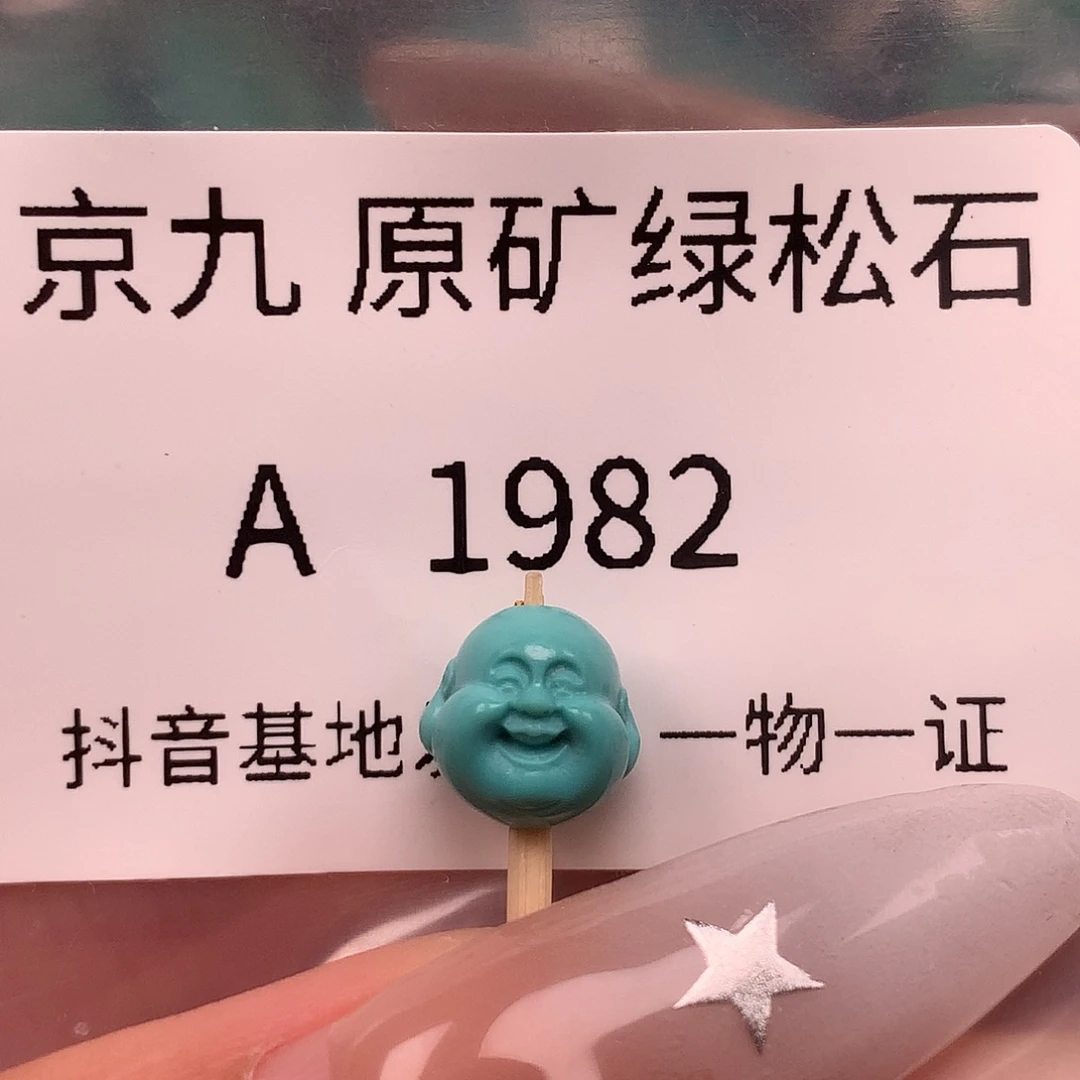 京九 原矿绿松石
A 1982
抖音基地 一物一证